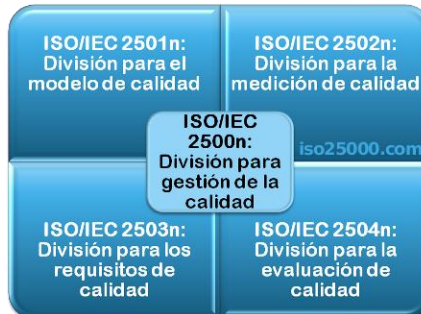 ISO/IEC 2501n:
División para el
modelo de calidad
ISO/IEC 2502n:
División para la
medición de calidad
ISO/IEC
2500n:
División para
gestión de la
calidad
iso25000.com
ISO/IEC 2503n:
División para los
requisitos de
calidad
ISO/IEC 2504n:
División para la
evaluación de
calidad